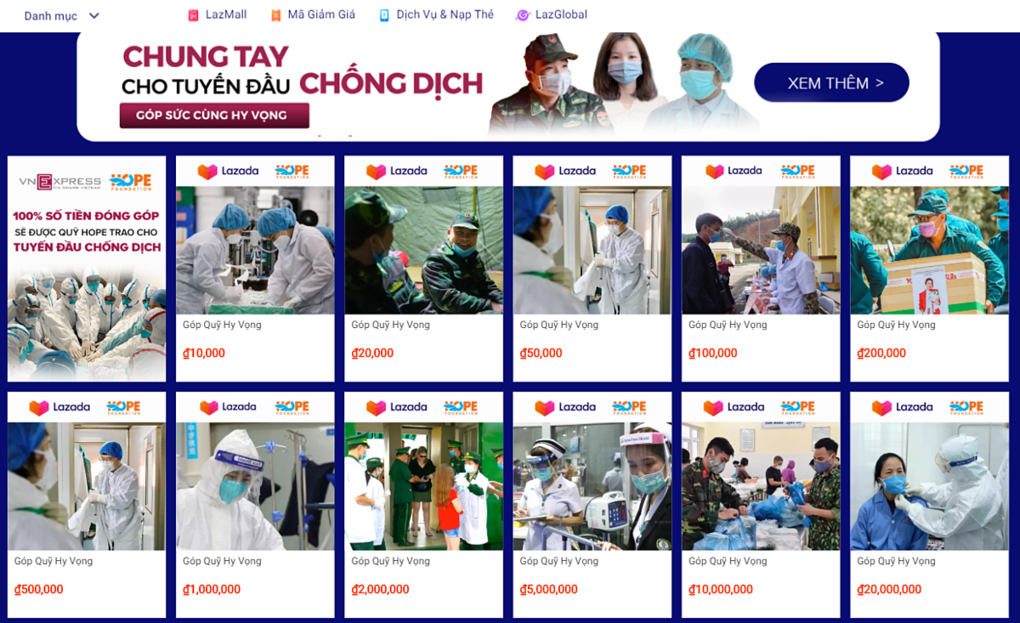 Danh mục
LazMall
Mã Giảm Giá
Dịch Vụ & Nạp Thẻ
LazGlobal
CHUNG TAY
CHO TUYẾN ĐẦU CHỐNG DỊCH
GÓP SỨC CÙNG HY VỌNG
XEM THÊM >
VNEXPRESS
HOPE
FOUNDATION
100% SỐ TIỀN ĐÓNG GÓP
SẼ ĐƯỢC QUỸ HOPE TRAO CHO
TUYẾN ĐẦU CHỐNG DỊCH
Lazada HOPE FOUNDATION
Góp Quỹ Hy Vọng
₫10,000
Lazada HOPE FOUNDATION
Góp Quỹ Hy Vọng
₫20,000
Lazada HOPE FOUNDATION
Góp Quỹ Hy Vọng
₫50,000
Lazada HOPE FOUNDATION
Góp Quỹ Hy Vọng
₫100,000
Lazada HOPE FOUNDATION
Góp Quỹ Hy Vọng
₫200,000
Lazada HOPE FOUNDATION
Góp Quỹ Hy Vọng
₫500,000
Lazada HOPE FOUNDATION
Góp Quỹ Hy Vọng
₫1,000,000
Lazada HOPE FOUNDATION
Góp Quỹ Hy Vọng
₫2,000,000
Lazada HOPE FOUNDATION
Góp Quỹ Hy Vọng
₫5,000,000
Lazada HOPE FOUNDATION
Góp Quỹ Hy Vọng
₫10,000,000
Lazada HOPE FOUNDATION
Góp Quỹ Hy Vọng
₫20,000,000